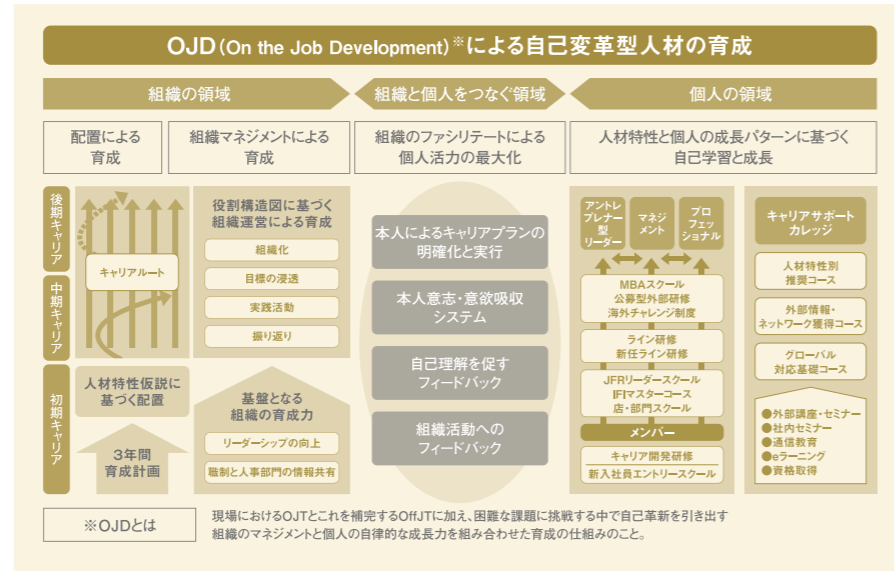 OJD(On the Job Development)※による自己変革型人材の育成
組織の領域
組織と個人をつなぐ領域
個人の領域
配置による
育成
組織マネジメントによる
育成
組織のファシリテートによる
個人活力の最大化
人材特性と個人の成長パターンに基づく
自己学習と成長
後期キャリア
中期キャリア
初期キャリア
キャリアルート
人材特性仮説に
基づく配置
3年間
育成計画
役割構造図に基づく
組織運営による育成
組織化
目標の浸透
実践活動
振り返り
基盤となる
組織の育成力
リーダーシップの向上
職制と人事部門の情報共有
本人によるキャリアプランの
明確化と実行
本人意志・意欲吸収
システム
自己理解を促す
フィードバック
組織活動への
フィードバック
アントレ
プレナー
型
リーダー
マネジ
メント
プロ
フェッ
ショナル
MBAスクール
公募型外部研修
海外チャレンジ制度
ライン研修
新任ライン研修
JFRリーダースクール
IFIマスターコース
店・部門スクール
メンバー
キャリア開発研修
新入社員エントリースクール
キャリアサポート
カレッジ
人材特性別
推奨コース
外部情報・
ネットワーク獲得コース
グローバル
対応基礎コース
●外部講座・セミナー
●社内セミナー
●通信教育
●eラーニング
●資格取得
※OJDとは
現場におけるOJTとこれを補完するOffJTに加え、困難な課題に挑戦する中で自己革新を引き出す
組織のマネジメントと個人の自律的な成長力を組み合わせた育成の仕組みのこと。